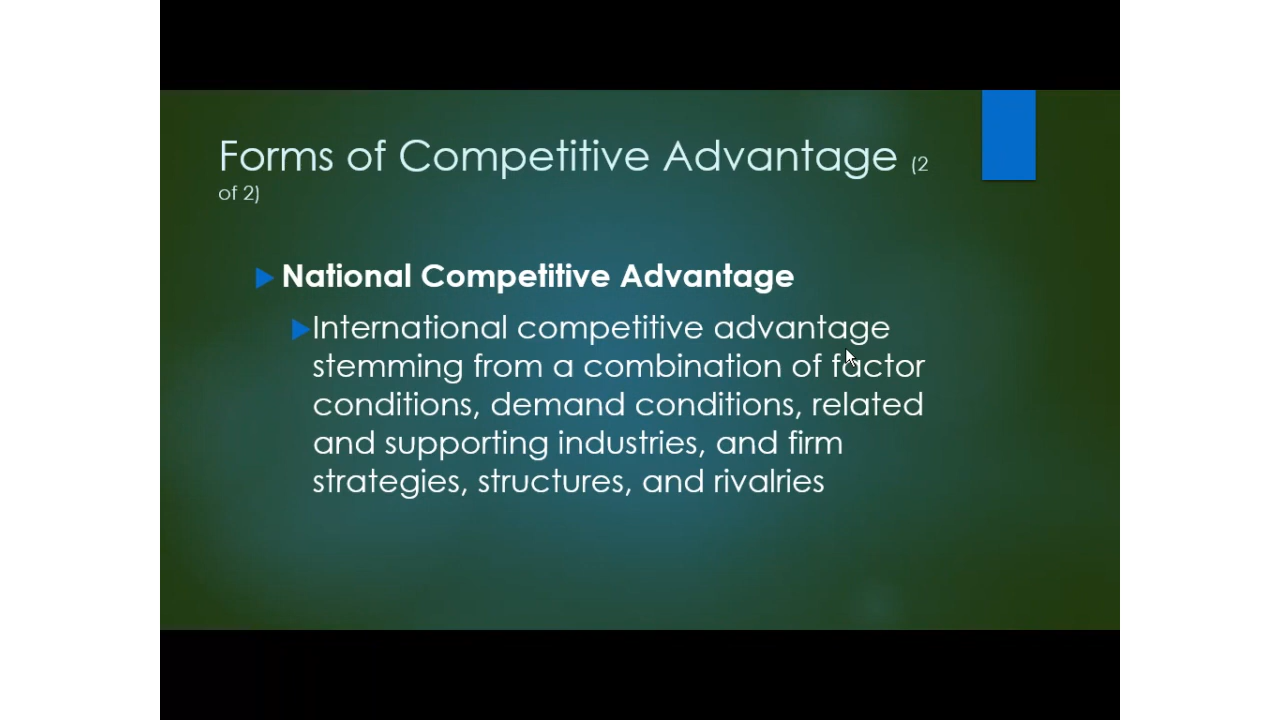 Forms of Competitive Advantage (2
of 2)
National Competitive Advantage
International competitive advantage
stemming from a combination of factor
conditions, demand conditions, related
and supporting industries, and firm
strategies, structures, and rivalries